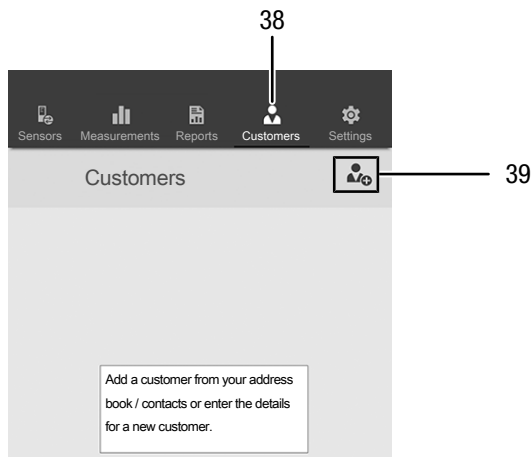 38
Sensors Measurements Reports Customers Settings
Customers
39
Add a customer from your address
book / contacts or enter the details
for a new customer.